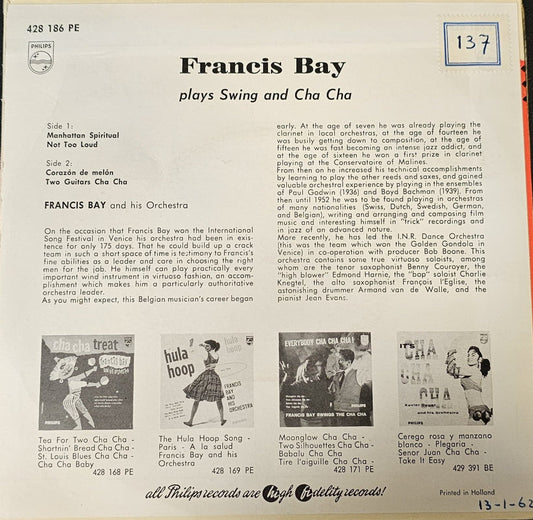 428 186 PE
PHILIPS
137
Francis Bay
plays Swing and Cha Cha
Side 1:
Manhattan Spiritual
Not Too Loud
Side 2:
Corazón de melón
Two Guitars Cha Cha
FRANCIS BAY and his Orchestra
On the occasion that Francis Bay won the International
Song Festival in Venice his orchestra had been in exis-
tence for only 175 days. That he could build up a crack
team in such a short space of time is testimony to Francis's
fine abilities as a leader and care in choosing the right
men for the job. He himself can play practically every
important wind instrument in virtuoso fashion, an accom-
plishment which makes him a particularly authoritative
orchestra leader.
As you might expect, this Belgian musician's career began
early. At the age of seven he was already playing the
clarinet in local orchestras, at the age of fourteen he
was busily getting down to composition, at the age of
fifteen he was fast becoming an intense jazz addict, and
at the age of sixteen he won a first prize in clarinet
playing at the Conservatoire of Malines.
From then on he increased his technical accomplishments
by learning to play the other reeds and saxes, and gained
valuable orchestral experience by playing in the ensembles
of Paul Godwin (1936) and Boyd Bachman (1939). From
then until 1952 he was to be found playing in orchestras
of many nationalities (Swiss, Dutch, Swedish, German,
and Belgian), writing and arranging and composing film
music and interesting himself in "trick" recordings and
in jazz of an advanced nature.
More recently, he has led the I.N.R. Dance Orchestra
(this was the team which won the Golden Gondola in
Venice) in co-operation with producer Bob Boone. This
orchestra contains some true virtuoso soloists, among
whom are the tenor saxophonist Benny Couroyer, the
"high blower" Edmond Harnie, the "bop" soloist Charlie
Knegtel, the alto saxophonist François l'Eglise, the
astonishing drummer Armand van de Walle, and the
pianist Jean Evans.
cha cha treat
francis bay
and his orchestra
hula
hoop
FRANCIS
BAY
AND HIS
ORCHESTRA
EVERYBODY CHA CHA CHA!
FRANCIS BAY SWINGS THE CHA CHA
IT'S
CHA
CHA
CHA
and his orchestra
Tea For Two Cha Cha -
Shortnin' Bread Cha Cha -
St. Louis Blues Cha Cha -
Cha Cha Baby
428 168 PE
The Hula Hoop Song -
Paris - A la salud -
Francis Bay and his
Orchestra
428 169 PE
Moonglow Cha Cha -
Two Silhouettes Cha Cha -
Babalu Cha Cha
Tire l'aiguille Cha Cha -
428 171 PE
Cerego rosa y manzano
blanco - Plegaria -
Senor Juan Cha Cha -
Take It Easy
429 391 BE
all Philips records are high fidelity records!
Printed in Holland
13-1-62